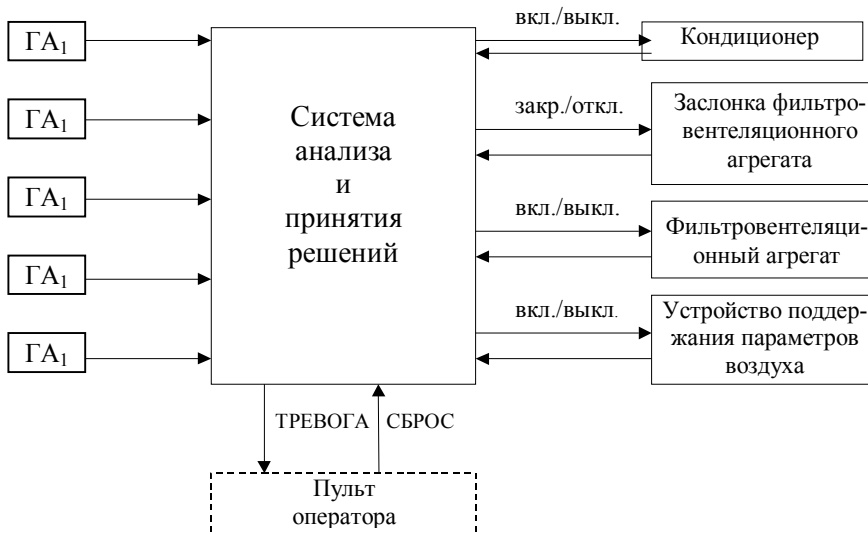 ГА1
ГА1
ГА1
ГА1
ГА1
Система
анализа
и
принятия
решений
вкл./выкл.
Кондиционер
закр./откл.
Заслонка фильтро-
вентеляционного
агрегата
вкл./выкл.
Фильтровентеляци-
онный агрегат
вкл./выкл.
Устройство поддер-
жания параметров
воздуха
ТРЕВОГА
СБРОС
Пульт
оператора